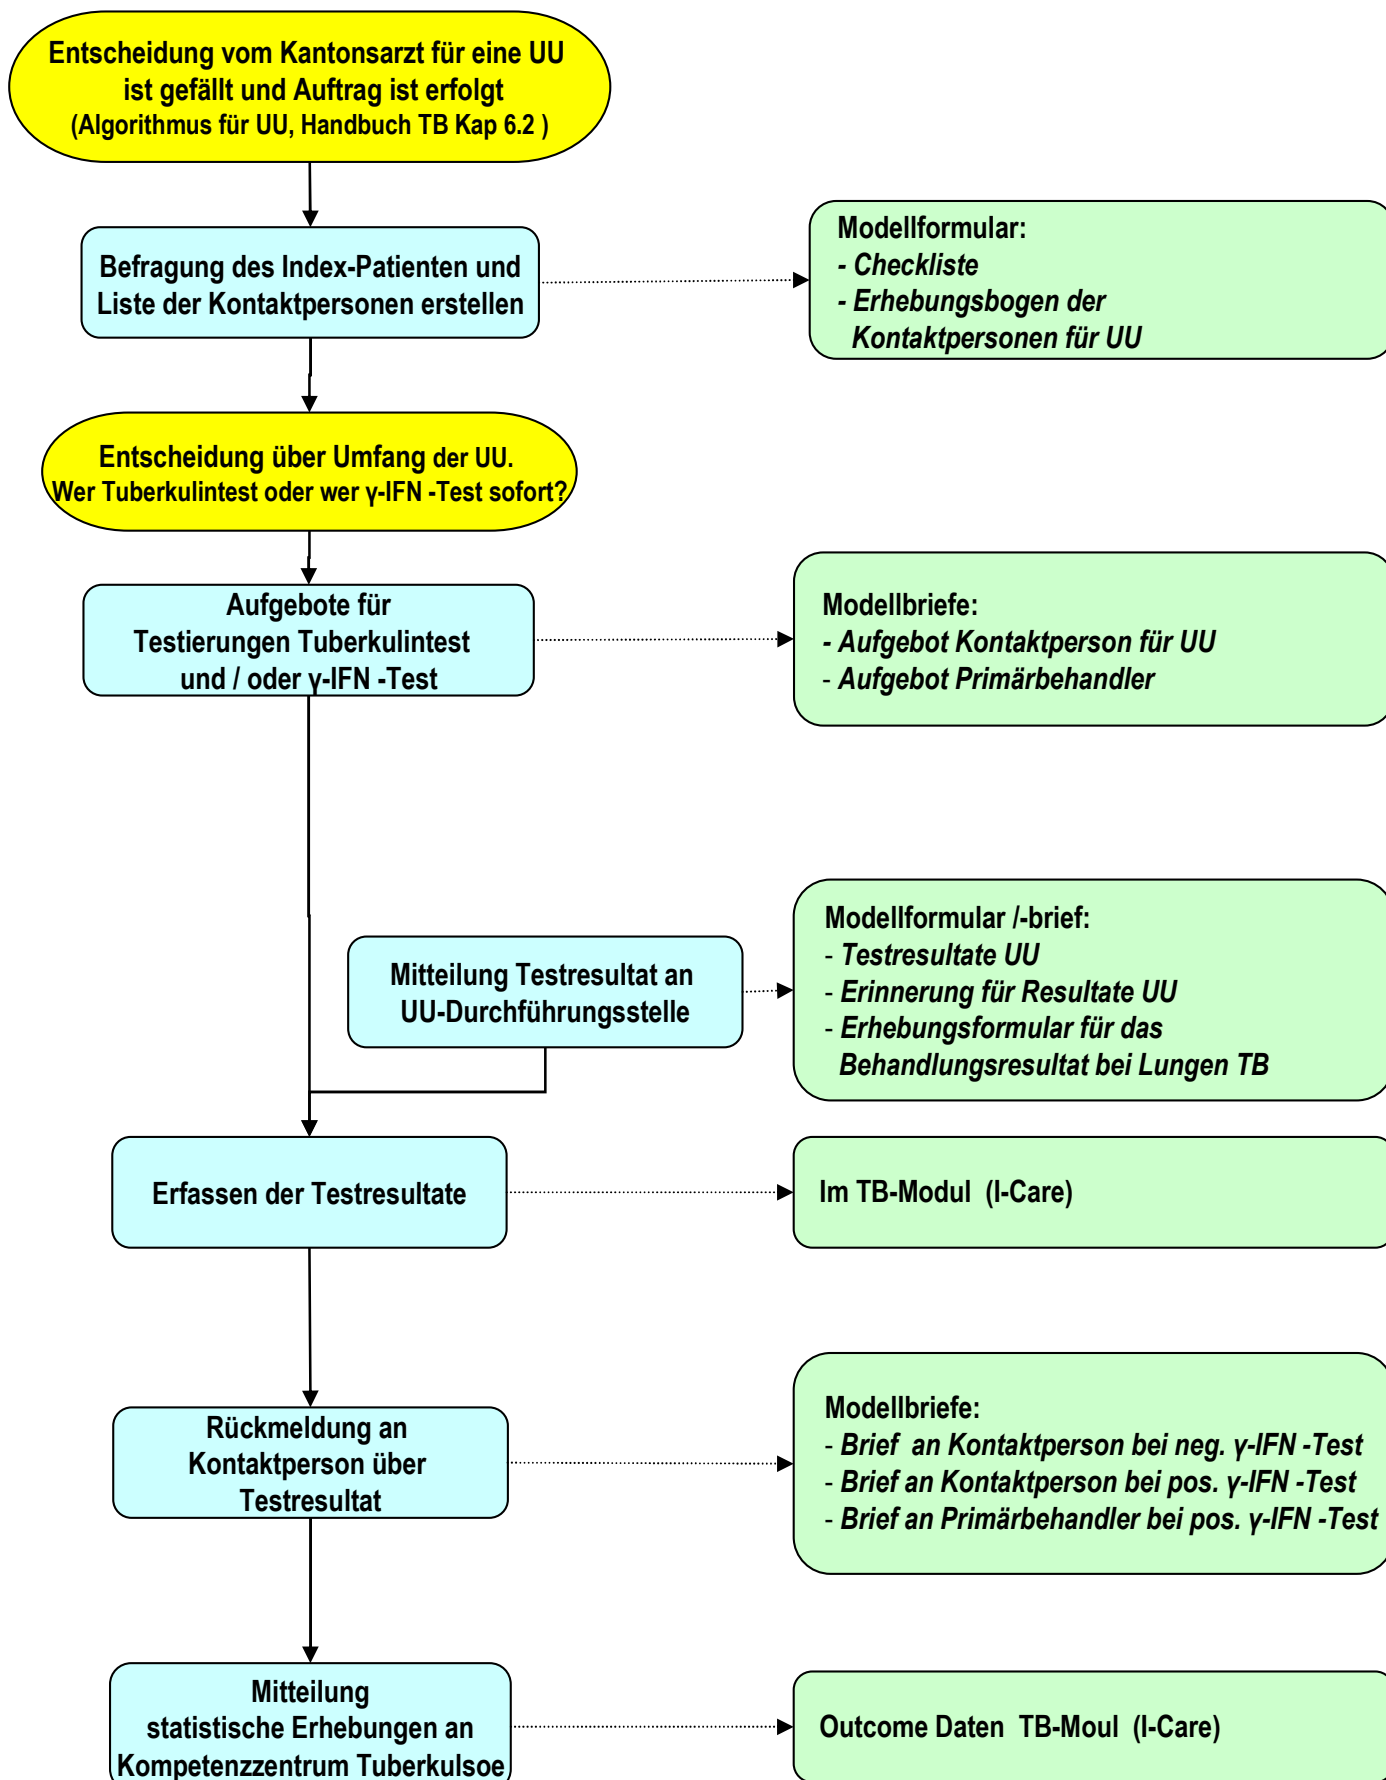 Entscheidung vom Kantonsarzt für eine UU
ist gefällt und Auftrag ist erfolgt
(Algorithmus für UU, Handbuch TB Kap 6.2 )
Befragung des Index-Patienten und
Liste der Kontaktpersonen erstellen
Modellformular:
- Checkliste
- Erhebungsbogen der
Kontaktpersonen für UU
Entscheidung über Umfang der UU.
Wer Tuberkulintest oder wer γ-IFN -Test sofort?
Aufgebote für
Testierungen Tuberkulintest
und / oder γ-IFN -Test
Modellbriefe:
- Aufgebot Kontaktperson für UU
- Aufgebot Primärbehandler
Mitteilung Testresultat an
UU-Durchführungsstelle
Modellformular /-brief:
- Testresultate UU
- Erinnerung für Resultate UU
- Erhebungsformular für das
Behandlungsresultat bei Lungen TB
Erfassen der Testresultate
Im TB-Modul (I-Care)
Rückmeldung an
Kontaktperson über
Testresultat
Modellbriefe:
- Brief an Kontaktperson bei neg. γ-IFN -Test
- Brief an Kontaktperson bei pos. γ-IFN -Test
- Brief an Primärbehandler bei pos. γ-IFN -Test
Mitteilung
statistische Erhebungen an
Kompetenzzentrum Tuberkulsoe
Outcome Daten TB-Moul (I-Care)